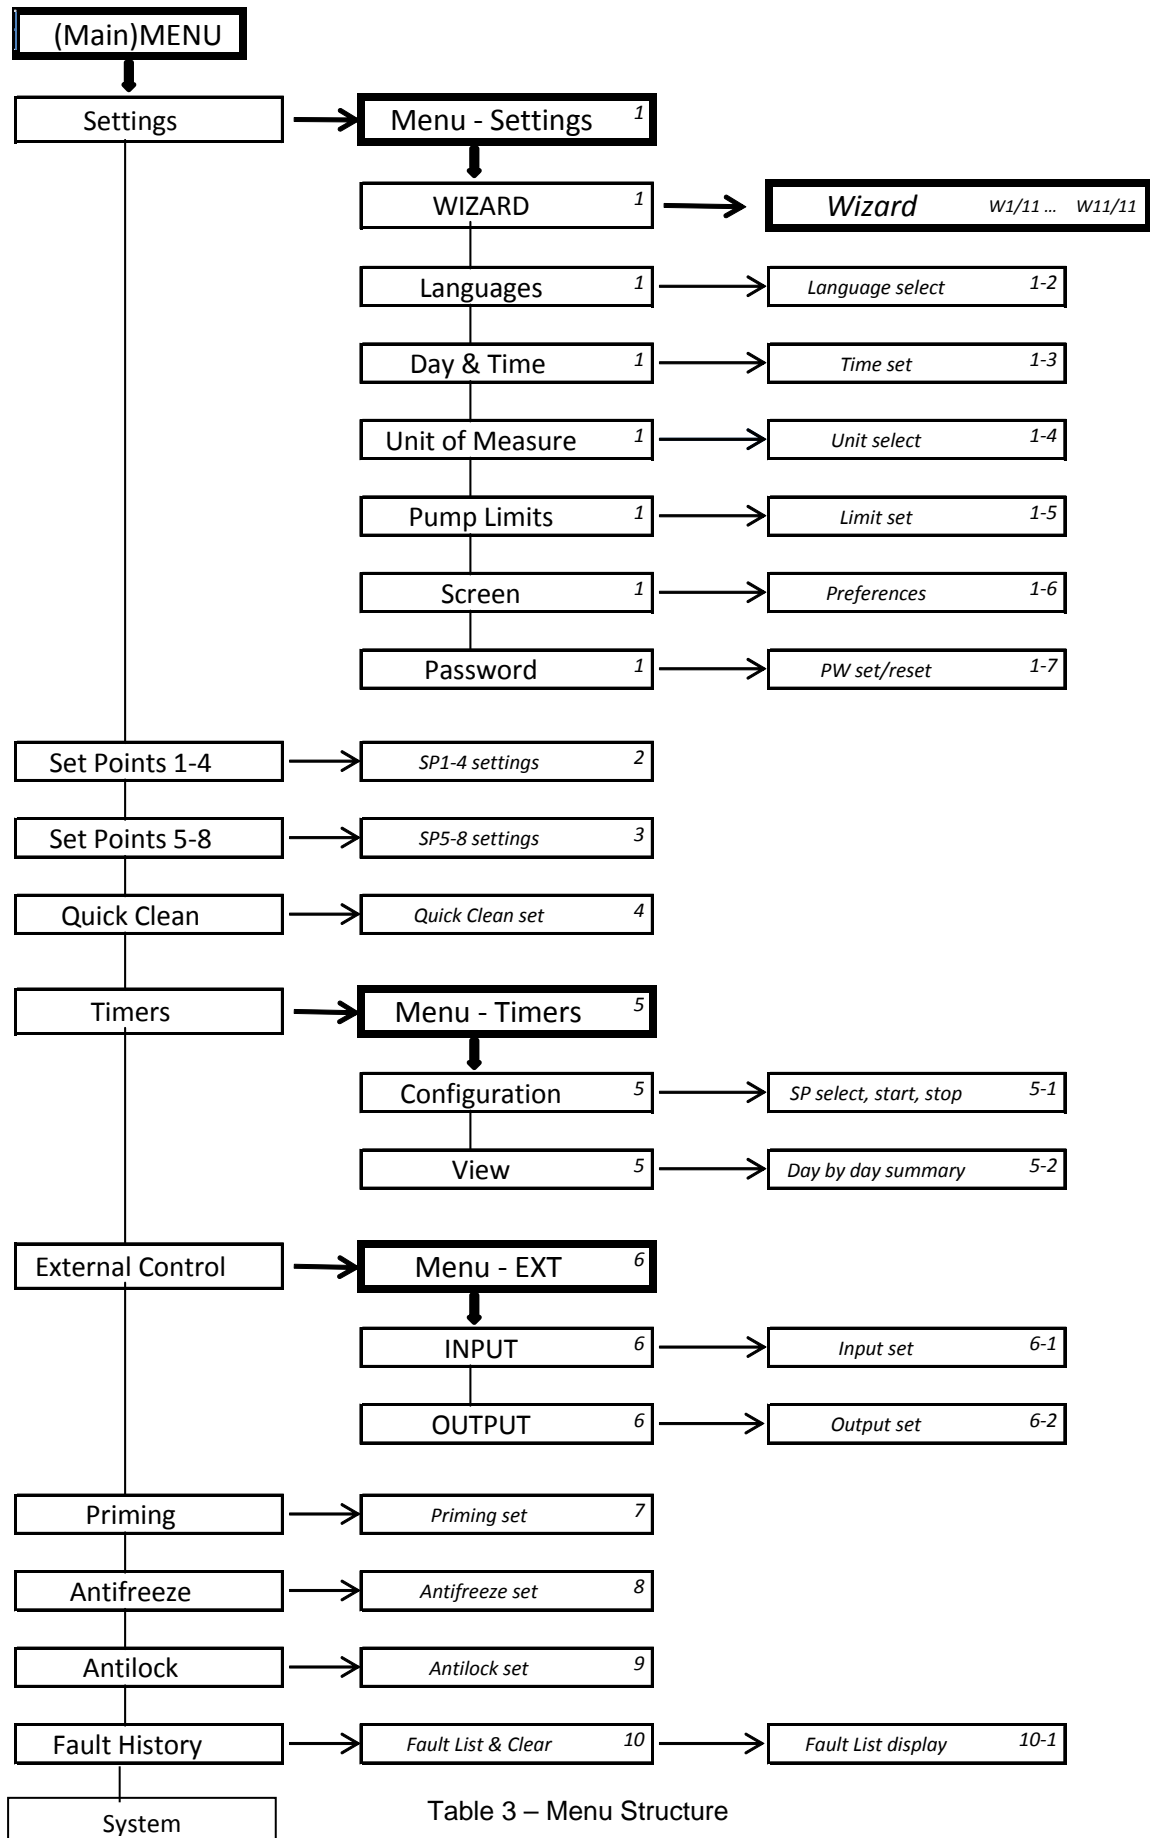 (Main)MENU
Settings
Menu - Settings 1
WIZARD 1
Wizard W1/11 ... W11/11
Languages 1
Language select 1-2
Day & Time 1
Time set 1-3
Unit of Measure 1
Unit select 1-4
Pump Limits 1
Limit set 1-5
Screen 1
Preferences 1-6
Password 1
PW set/reset 1-7
Set Points 1-4
SP1-4 settings 2
Set Points 5-8
SP5-8 settings 3
Quick Clean
Quick Clean set 4
Timers
Menu - Timers 5
Configuration 5
SP select, start, stop 5-1
View 5
Day by day summary 5-2
External Control
Menu - EXT 6
INPUT 6
Input set 6-1
OUTPUT 6
Output set 6-2
Priming
Priming set 7
Antifreeze
Antifreeze set 8
Antilock
Antilock set 9
Fault History
Fault List & Clear 10
Fault List display 10-1
System
Table 3 – Menu Structure